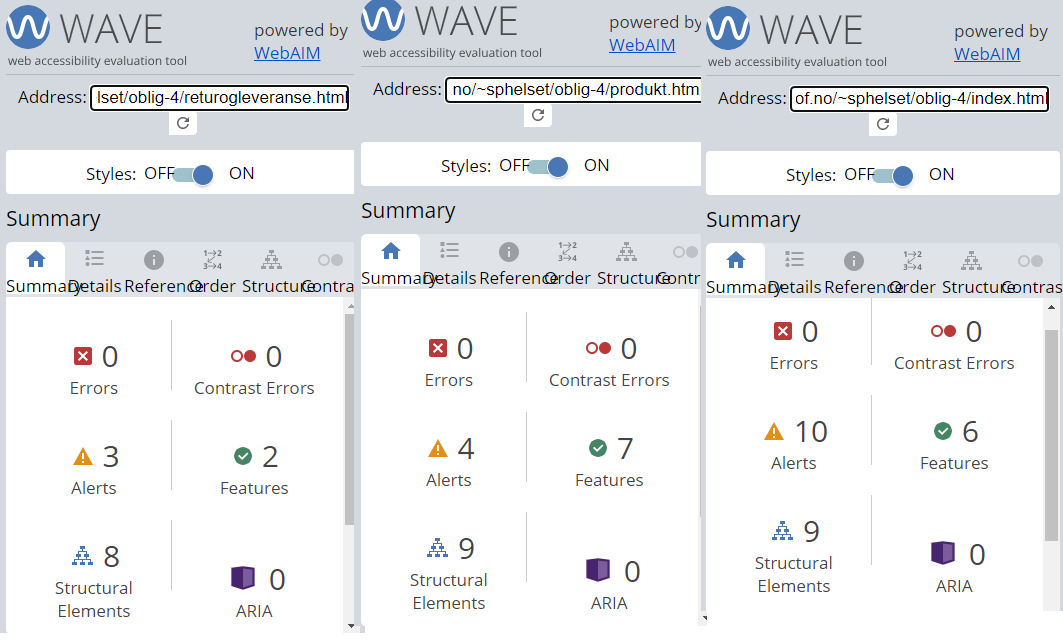 WAVE
powered by
WebAIM
web accessibility evaluation tool
Address: lset/oblig-4/returogleveranse.html
Styles: OFF ON
Summary
Summary Details Reference Order Structure Contra
0 Errors
0 Contrast Errors
3 Alerts
2 Features
8 Structural
Elements
0 ARIA
WAVE
powered by
WebAIM
web accessibility evaluation tool
Address: no/~sphelset/oblig-4/produkt.htm
Styles: OFF ON
Summary
Summary Details Reference Order Structure Contr
0 Errors
0 Contrast Errors
4 Alerts
7 Features
9 Structural
Elements
0 ARIA
WAVE
powered by
WebAIM
web accessibility evaluation tool
Address: of.no/~sphelset/oblig-4/index.html
Styles: OFF ON
Summary
Summary Details Reference Order Structure Contras
0 Errors
0 Contrast Errors
10 Alerts
6 Features
9 Structural
Elements
0 ARIA